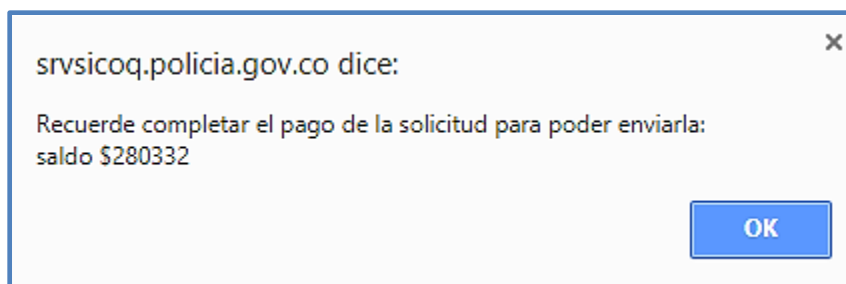 srvsicoq.policia.gov.co dice:
Recuerde completar el pago de la solicitud para poder enviarla:
saldo $280332
OK